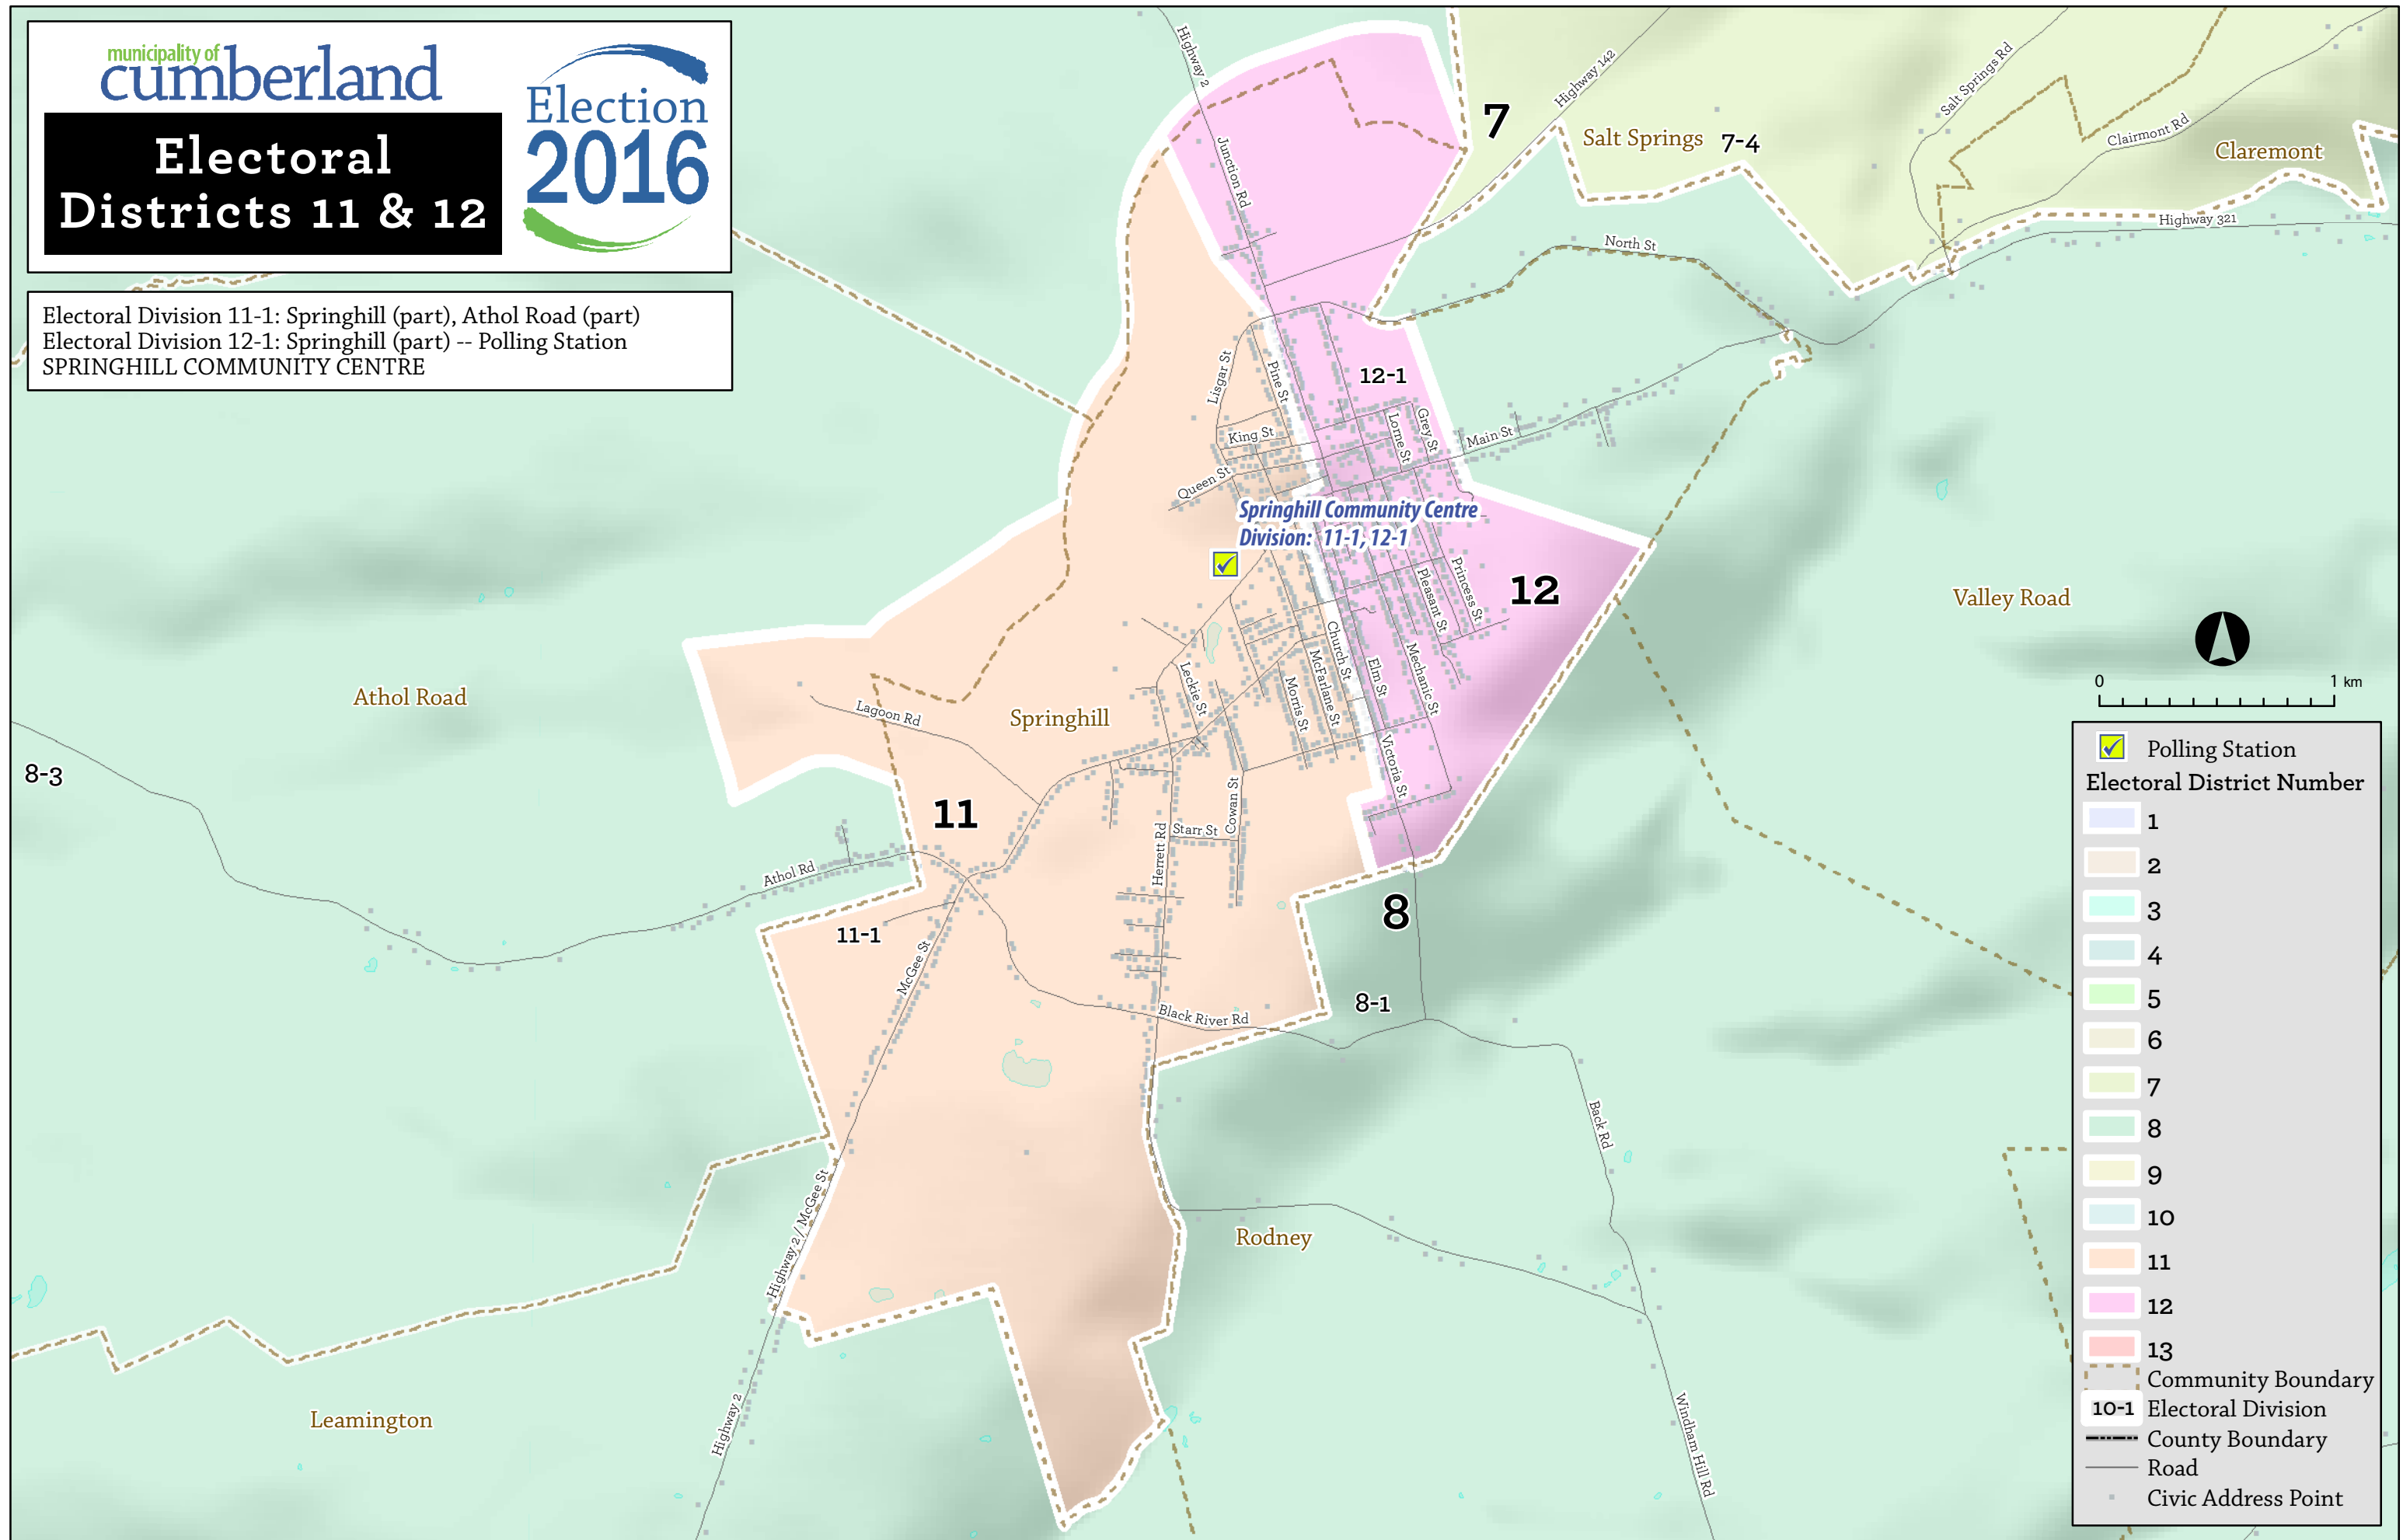 municipality of
cumberland
Electoral
Districts 11 & 12
Election
2016
Electoral Division 11-1: Springhill (part), Athol Road (part)
Electoral Division 12-1: Springhill (part) -- Polling Station
SPRINGHILL COMMUNITY CENTRE
Highway 2
Junction Rd
7
Highway 142
Salt Springs
7-4
Salt Springs Rd
Clairmont Rd
Claremont
Highway 321
North St
Lisgar St
Pine St
12-1
King St
Lorne St
Grey St
Main St
Queen St
Springhill Community Centre
Division: 11-1, 12-1
12
Princess St
Pleasant St
Valley Road
Church St
McFarlane St
Morris St
Elm St
Mechanic St
Leckie St
Athol Road
Lagoon Rd
Springhill
Victoria St
8-3
11
Cowan St
Starr St
Herrett Rd
Athol Rd
11-1
McGee St
8
8-1
Black River Rd
Back Rd
Highway 2 / McGee St
Rodney
Leamington
Highway 2
Windham Hill Rd
0 1 km
Polling Station
Electoral District Number
1
2
3
4
5
6
7
8
9
10
11
12
13
Community Boundary
10-1 Electoral Division
County Boundary
Road
Civic Address Point